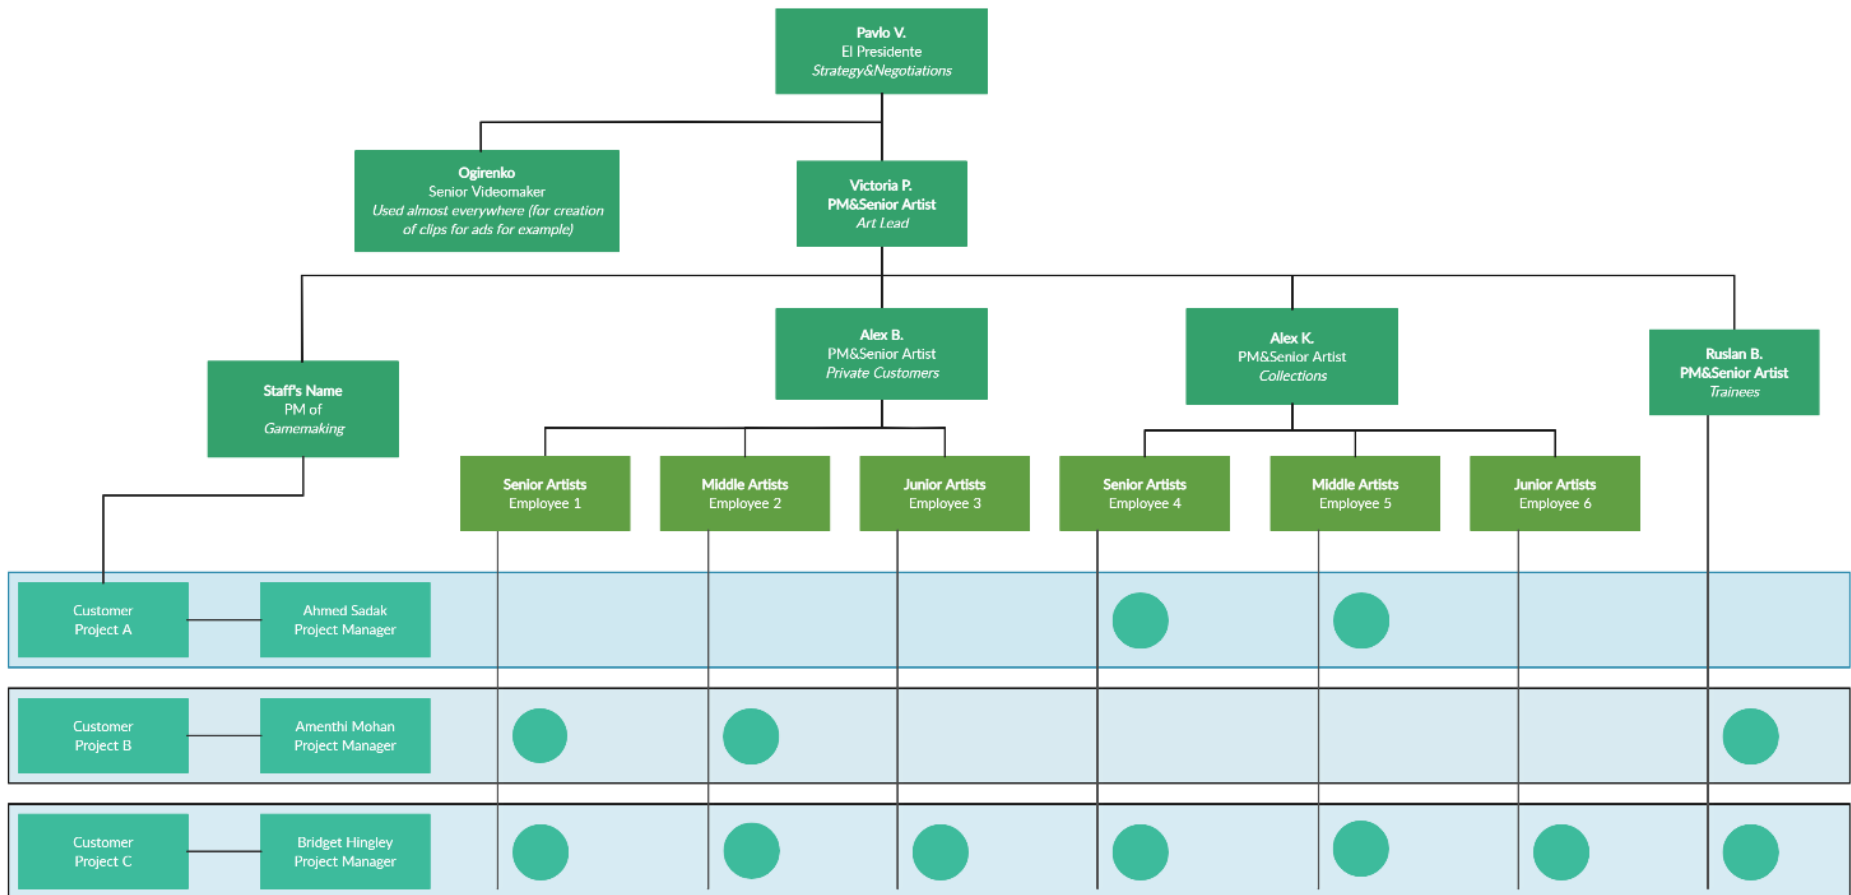 Pavlo V.
El Presidente
Strategy&Negotiations
Ogirenko
Senior Videomaker
Used almost everywhere (for creation
of clips for ads for example)
Victoria P.
PM&Senior Artist
Art Lead
Staff's Name
PM of
Gamemaking
Alex B.
PM&Senior Artist
Private Customers
Alex K.
PM&Senior Artist
Collections
Ruslan B.
PM&Senior Artist
Trainees
Senior Artists
Employee 1
Middle Artists
Employee 2
Junior Artists
Employee 3
Senior Artists
Employee 4
Middle Artists
Employee 5
Junior Artists
Employee 6
Customer
Project A
Ahmed Sadak
Project Manager
Customer
Project B
Amenthi Mohan
Project Manager
Customer
Project C
Bridget Hingley
Project Manager